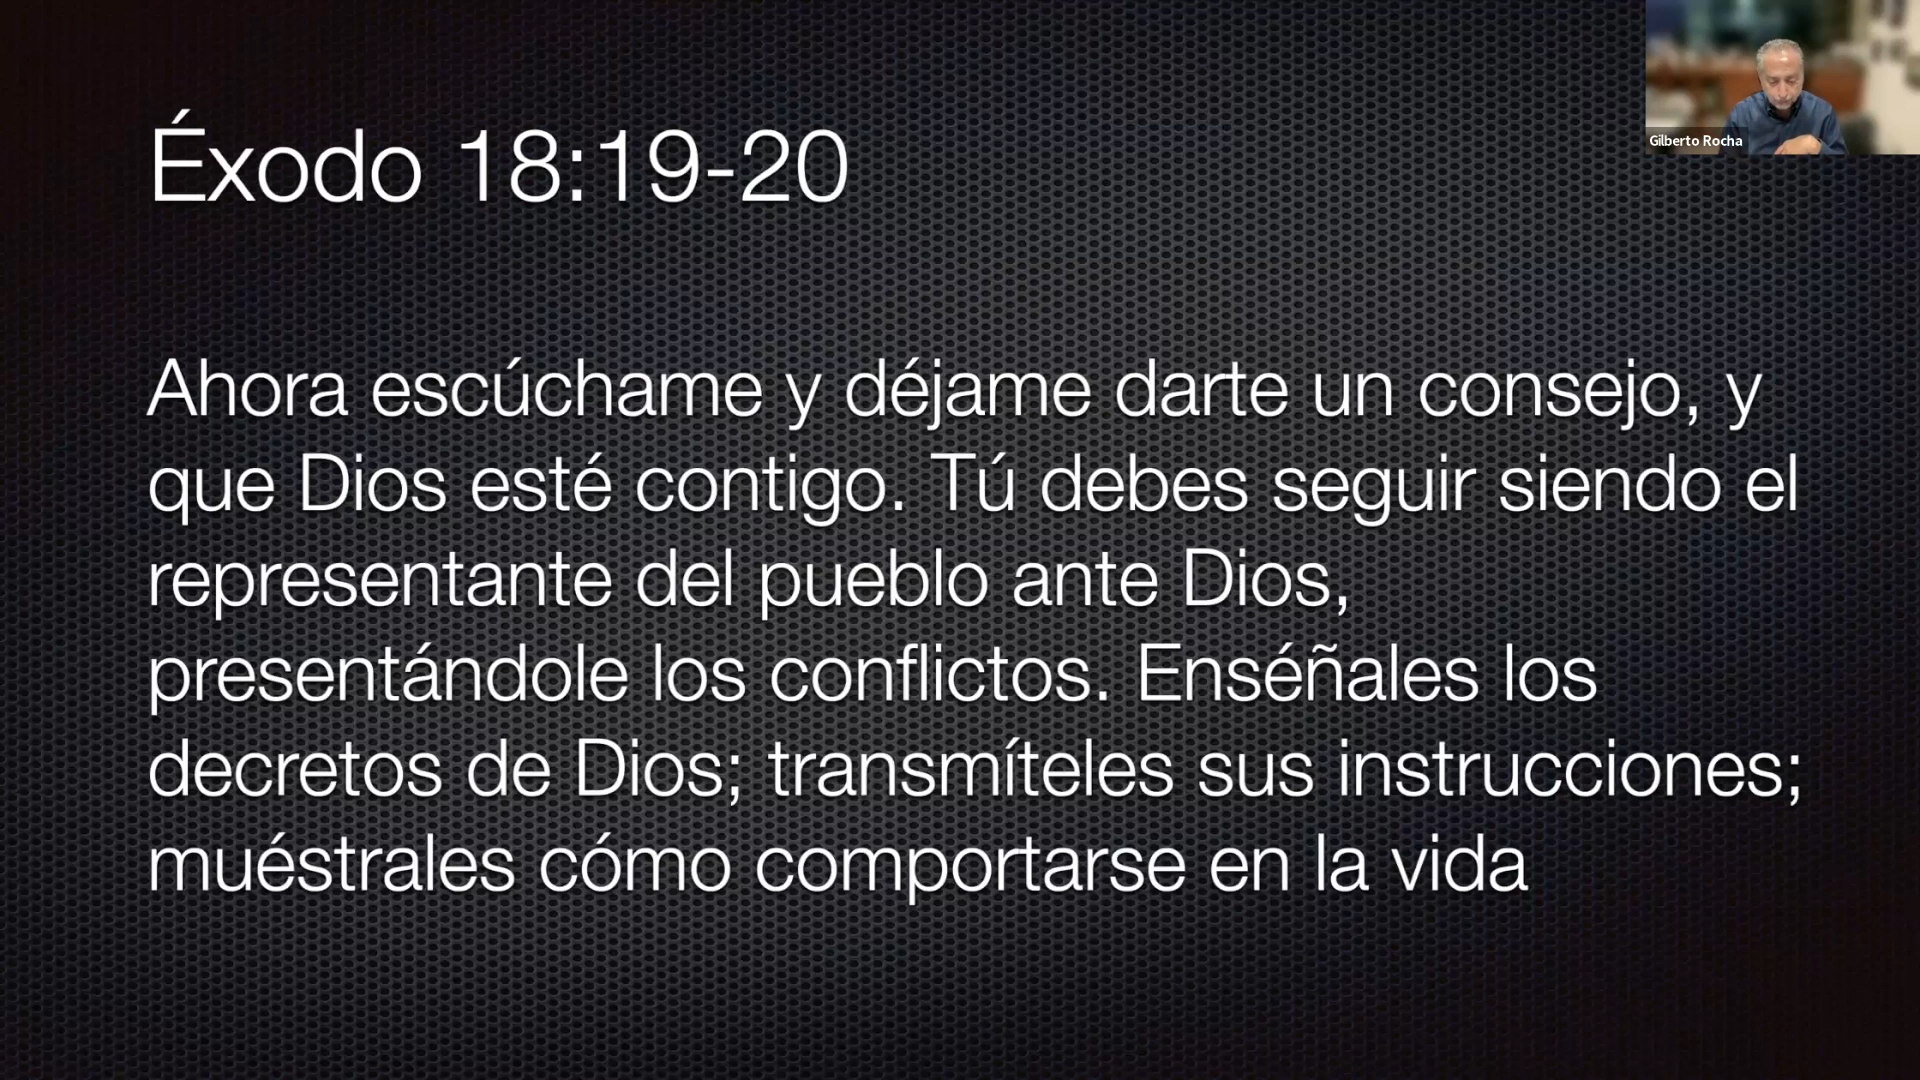 Éxodo 18:19-20
Gilberto Rocha
Ahora escúchame y déjame darte un consejo, y
que Dios esté contigo. Tú debes seguir siendo el
representante del pueblo ante Dios,
presentándole los conflictos. Enséñales los
decretos de Dios; transmíteles sus instrucciones;
muéstrales cómo comportarse en la vida